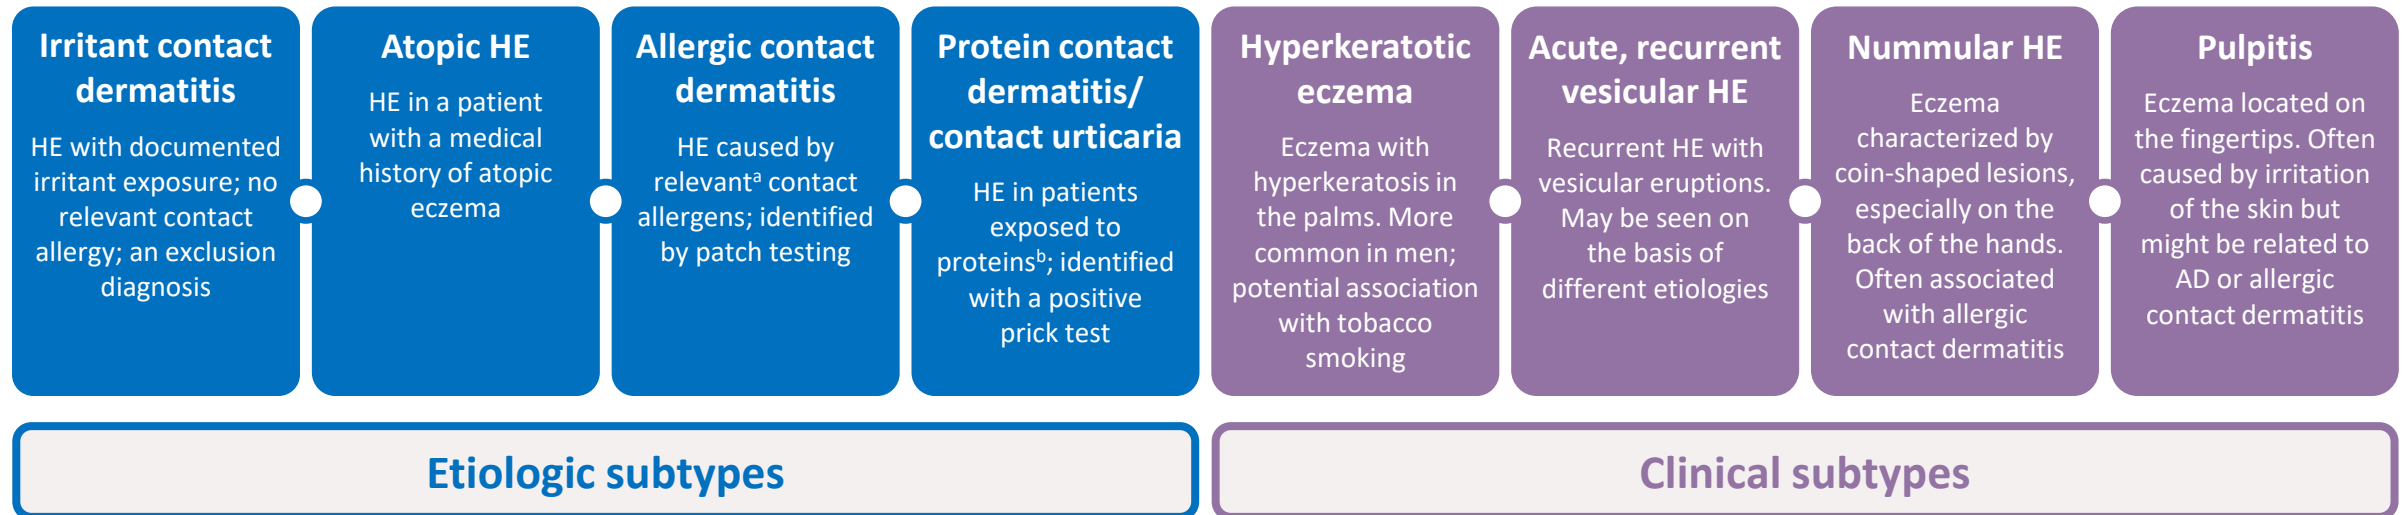 Irritant contact
dermatitis
HE with documented
irritant exposure; no
relevant contact
allergy; an exclusion
diagnosis
Atopic HE
HE in a patient
with a medical
history of atopic
eczema
Allergic contact
dermatitis
HE caused by
relevantᵃ contact
allergens; identified
by patch testing
Protein contact
dermatitis/
contact urticaria
HE in patients
exposed to
proteinsᵇ; identified
with a positive
prick test
Hyperkeratotic
eczema
Eczema with
hyperkeratosis in
the palms. More
common in men;
potential association
with tobacco
smoking
Acute, recurrent
vesicular HE
Recurrent HE with
vesicular eruptions.
May be seen on
the basis of
different etiologies
Nummular HE
Eczema
characterized by
coin-shaped lesions,
especially on the
back of the hands.
Often associated
with allergic
contact dermatitis
Pulpitis
Eczema located on
the fingertips. Often
caused by irritation
of the skin but
might be related to
AD or allergic
contact dermatitis
Etiologic subtypes
Clinical subtypes